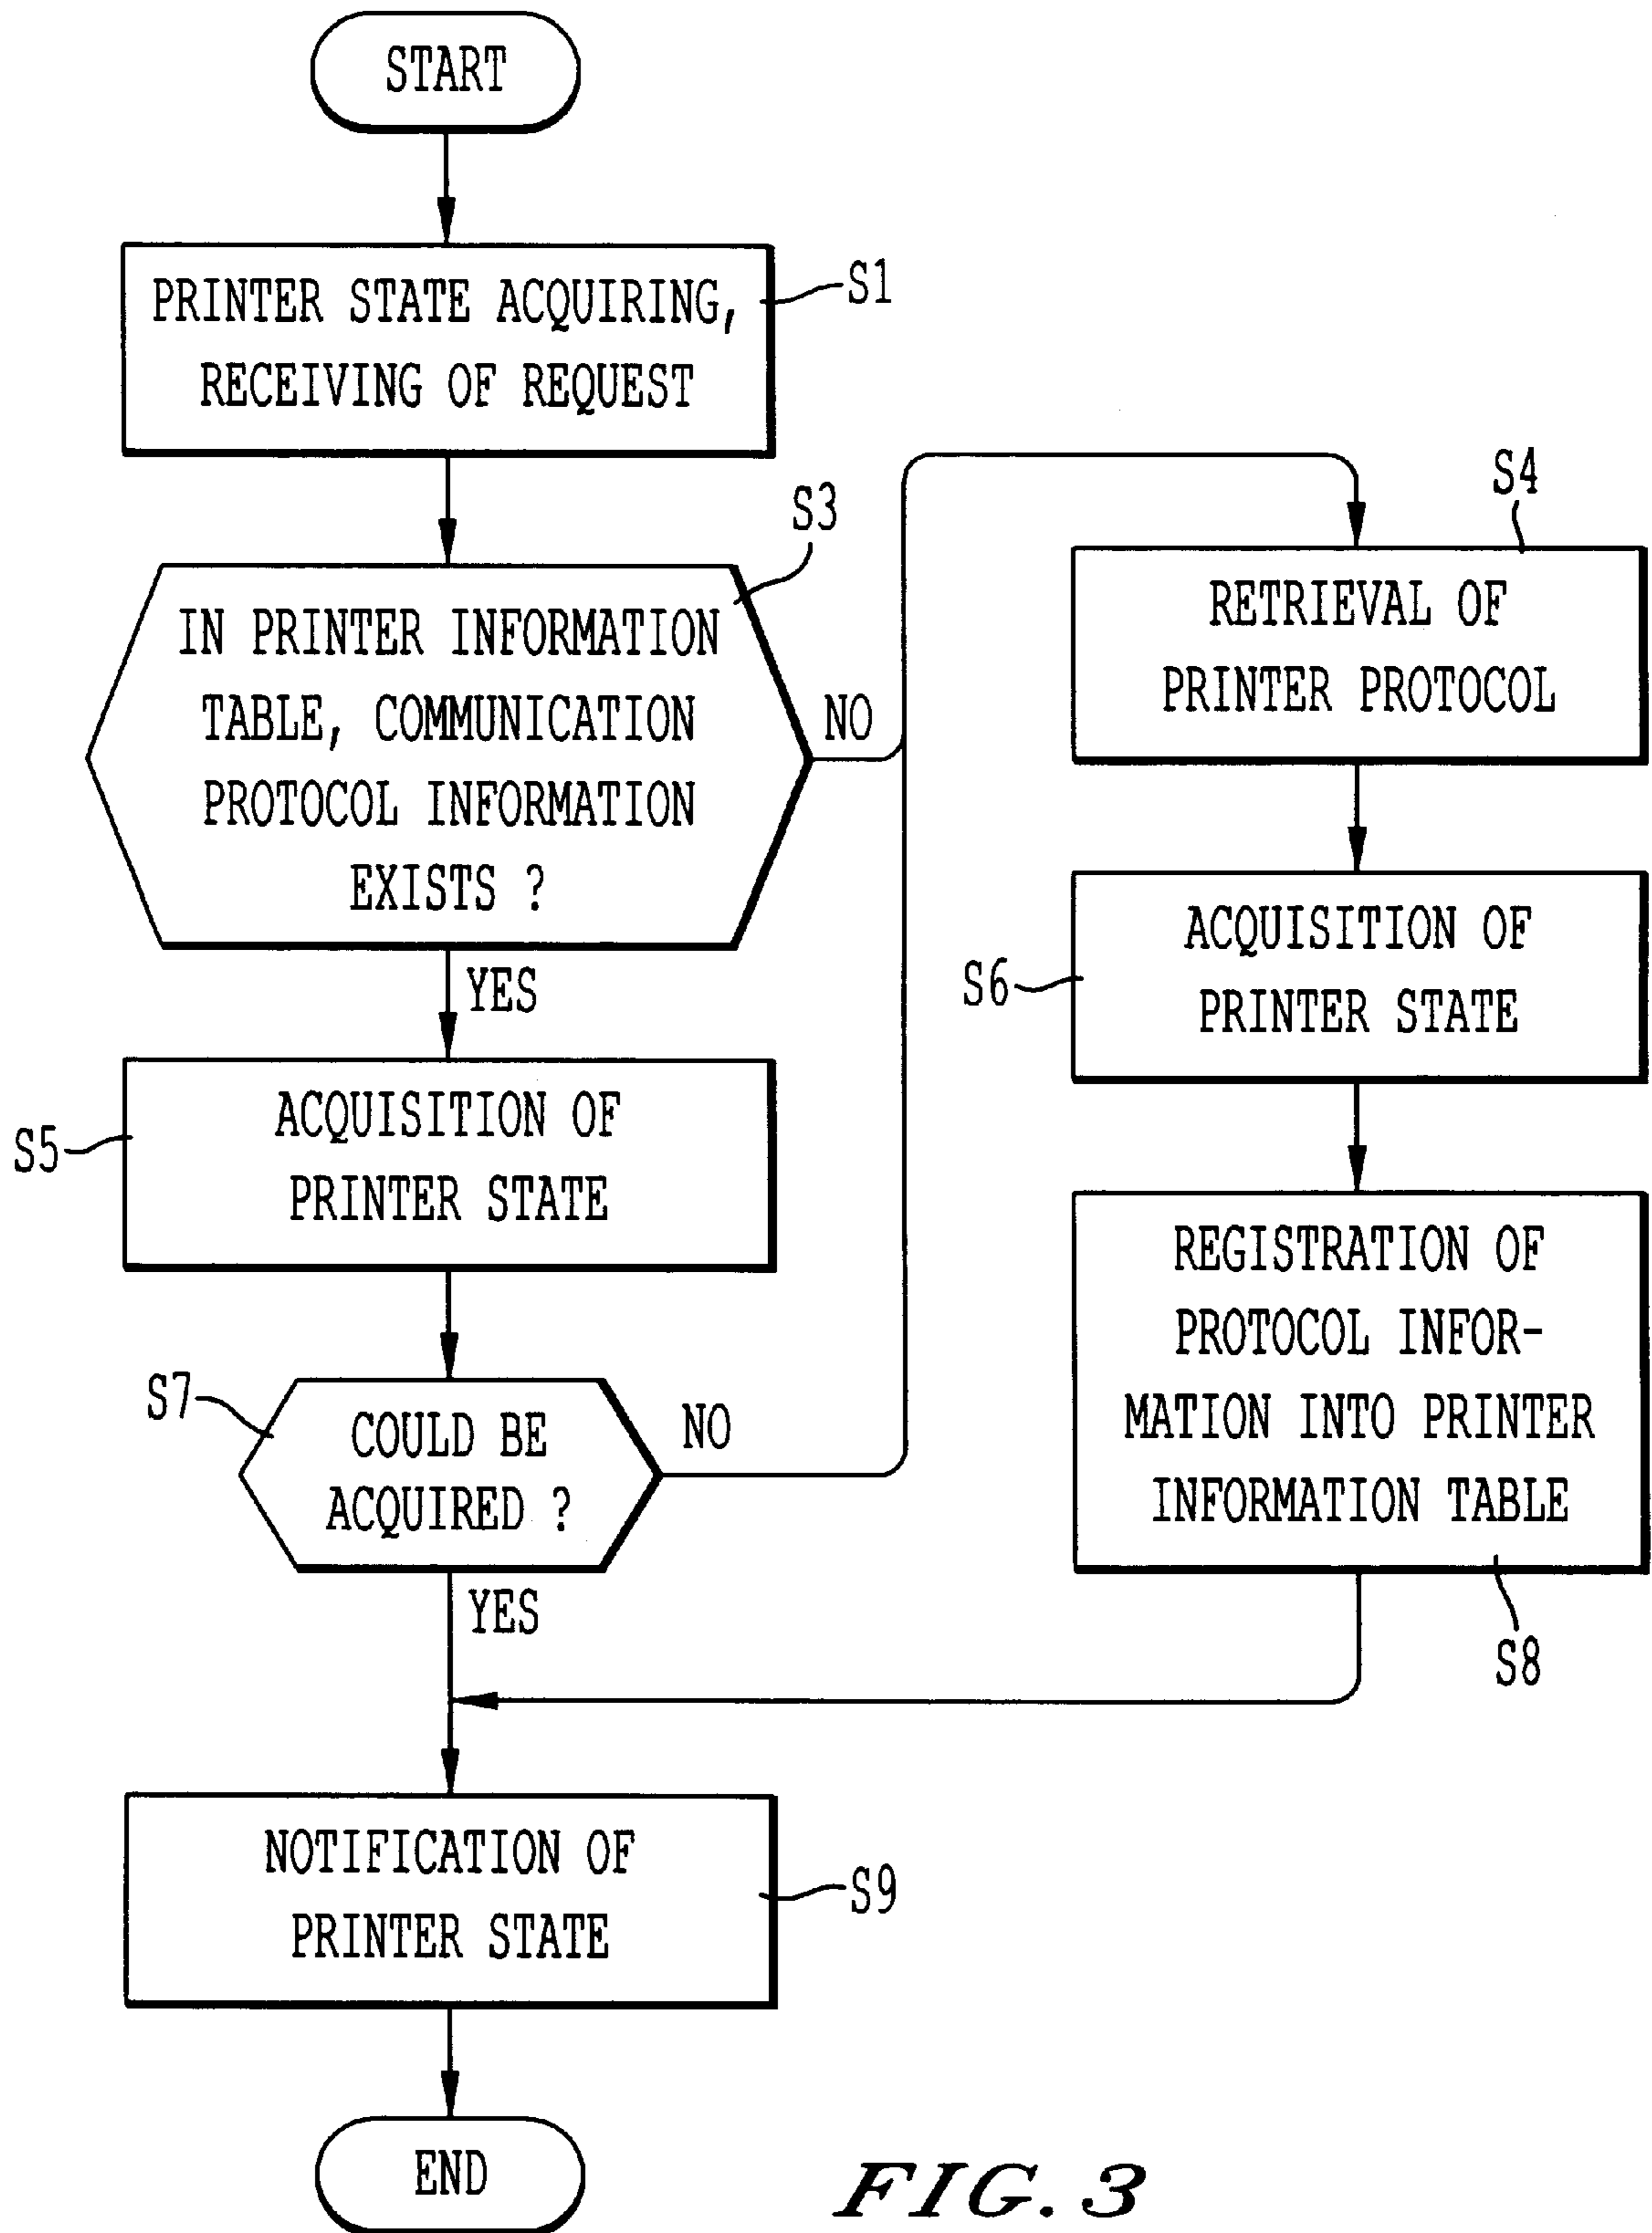 START
PRINTER STATE ACQUIRING,
RECEIVING OF REQUEST
S1
IN PRINTER INFORMATION
TABLE, COMMUNICATION
PROTOCOL INFORMATION
EXISTS ?
S3
NO
YES
ACQUISITION OF
PRINTER STATE
S5
COULD BE
ACQUIRED ?
S7
NO
YES
RETRIEVAL OF
PRINTER PROTOCOL
S4
ACQUISITION OF
PRINTER STATE
S6
REGISTRATION OF
PROTOCOL INFOR-
MATION INTO PRINTER
INFORMATION TABLE
S8
NOTIFICATION OF
PRINTER STATE
S9
END
FIG. 3